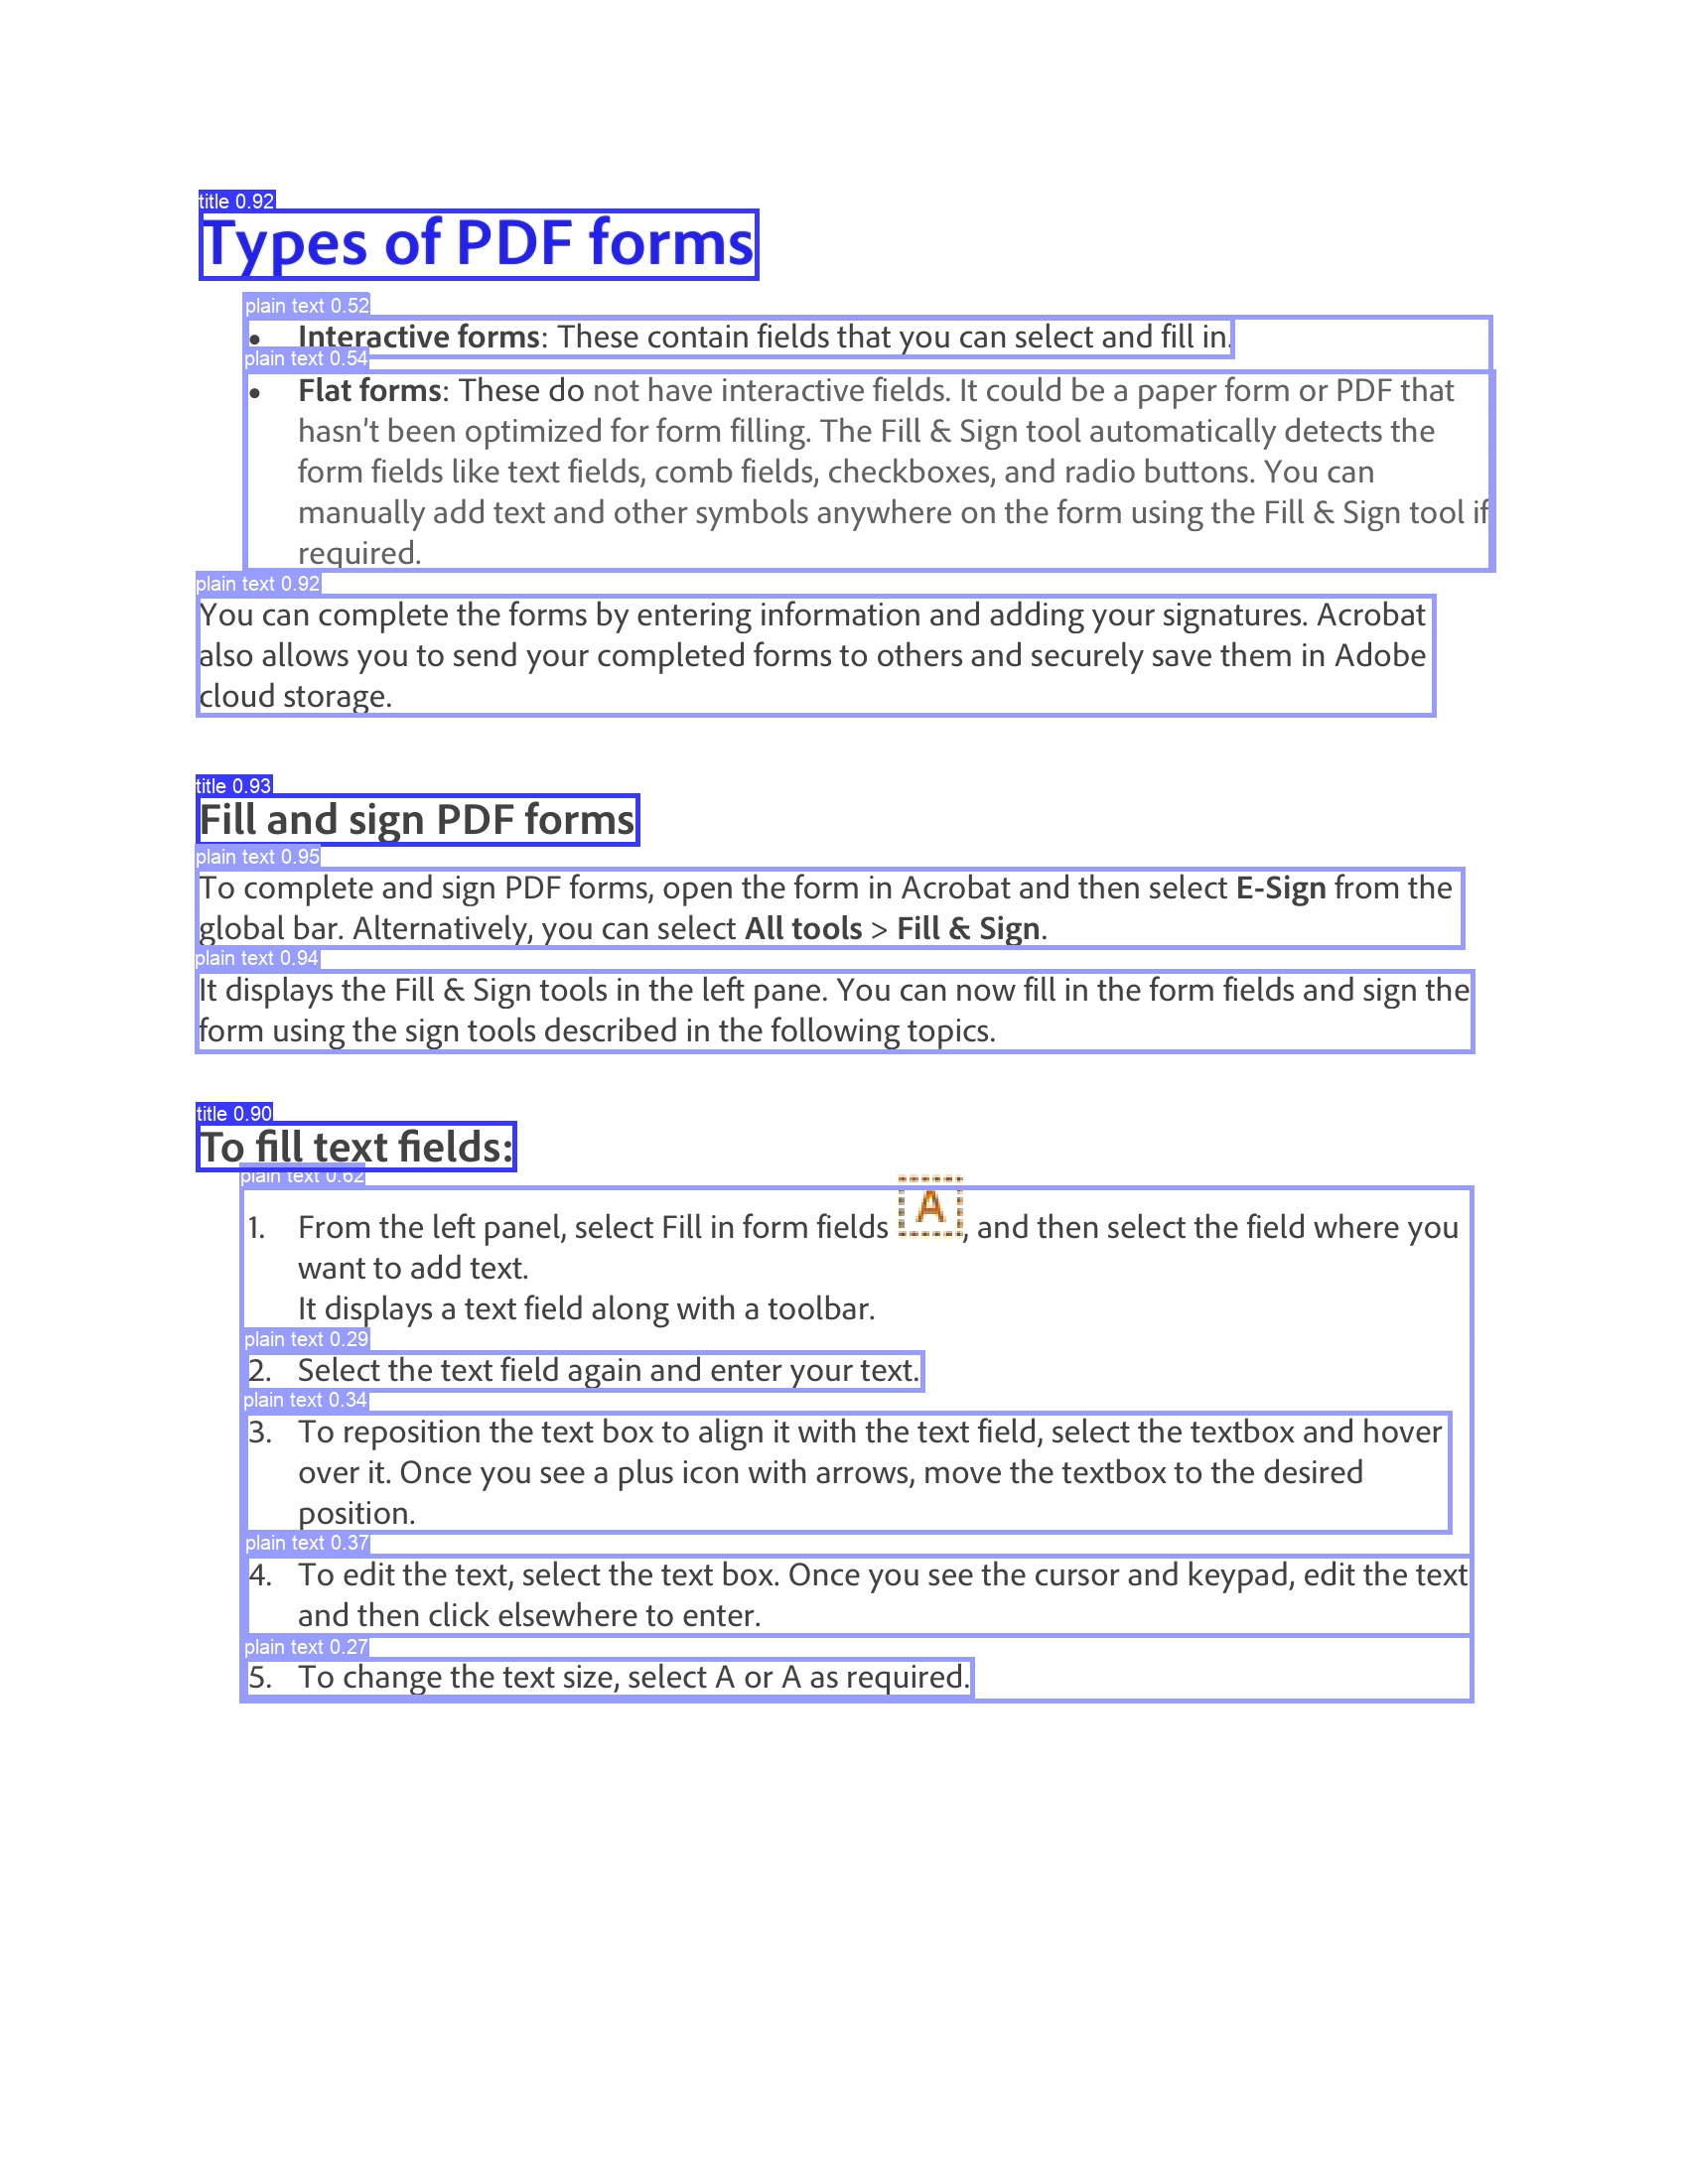 title 0.92
Types of PDF forms
plain text 0.52
• Interactive forms: These contain fields that you can select and fill in.
plain text 0.54
• Flat forms: These do not have interactive fields. It could be a paper form or PDF that
hasn't been optimized for form filling. The Fill & Sign tool automatically detects the
form fields like text fields, comb fields, checkboxes, and radio buttons. You can
manually add text and other symbols anywhere on the form using the Fill & Sign tool if
required.
plain text 0.92
You can complete the forms by entering information and adding your signatures. Acrobat
also allows you to send your completed forms to others and securely save them in Adobe
cloud storage.
title 0.93
Fill and sign PDF forms
plain text 0.95
To complete and sign PDF forms, open the form in Acrobat and then select E-Sign from the
global bar. Alternatively, you can select All tools > Fill & Sign.
plain text 0.94
It displays the Fill & Sign tools in the left pane. You can now fill in the form fields and sign the
form using the sign tools described in the following topics.
title 0.90
To fill text fields:
plain text 0.62
1. From the left panel, select Fill in form fields A, and then select the field where you
want to add text.
It displays a text field along with a toolbar.
plain text 0.29
2. Select the text field again and enter your text.
plain text 0.34
3. To reposition the text box to align it with the text field, select the textbox and hover
over it. Once you see a plus icon with arrows, move the textbox to the desired
position.
plain text 0.37
4. To edit the text, select the text box. Once you see the cursor and keypad, edit the text
and then click elsewhere to enter.
plain text 0.27
5. To change the text size, select A or A as required.